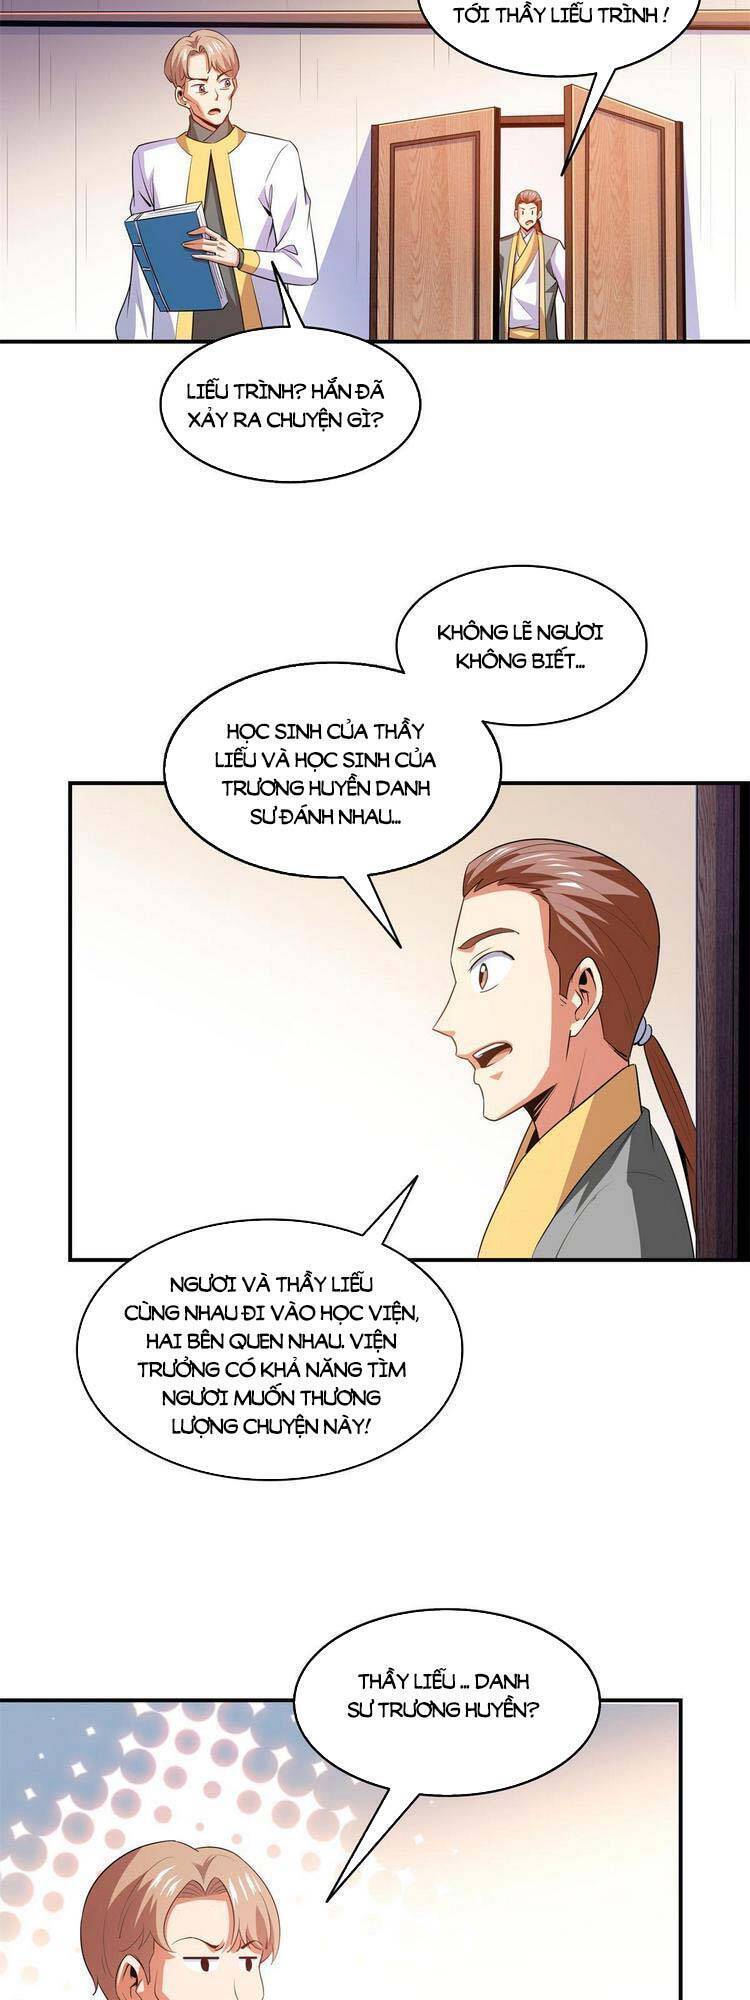 TỚI THẦY LIỄU TRÌNH !
LIỄU TRÌNH? HẮN ĐÃ
XẢY RA CHUYỆN GÌ?
KHÔNG LẼ NGƯƠI
KHÔNG BIẾT...
HỌC SINH CỦA THẦY
LIỄU VÀ HỌC SINH CỦA
TRƯƠNG HUYỀN DANH
SƯ ĐÁNH NHAU...
NGƯƠI VÀ THẦY LIỄU
CÙNG NHAU ĐI VÀO HỌC VIỆN,
HAI BÊN QUEN NHAU. VIỆN
TRƯỞNG CÓ KHẢ NĂNG TÌM
NGƯƠI MUỐN THƯƠNG
LƯỢNG CHUYỆN NÀY!
THẦY LIỄU ... DANH
SƯ TRƯƠNG HUYỀN?